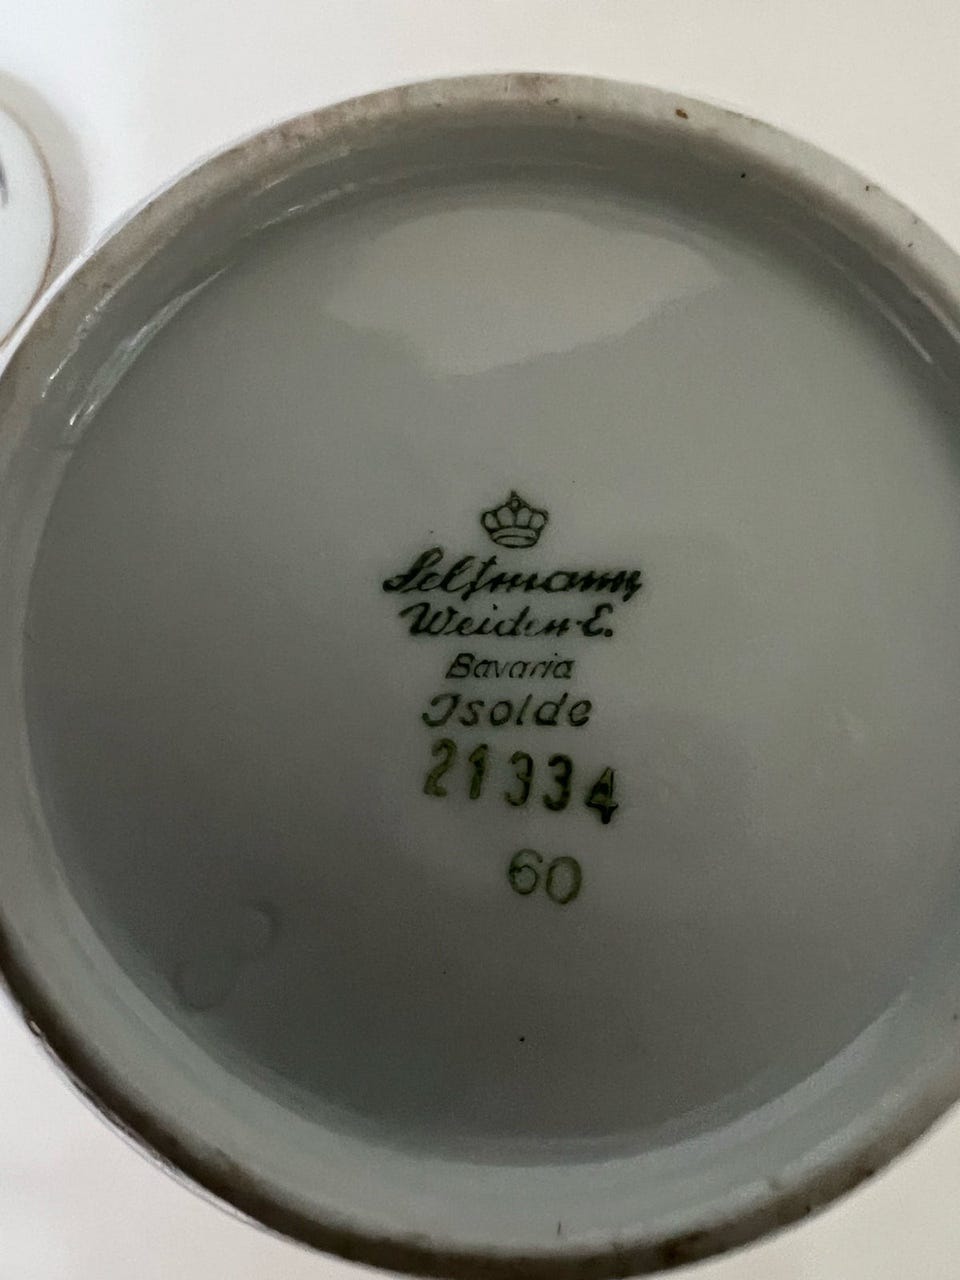 Seltmann
Weiden-E.
Bavaria
Isolde
21334
60